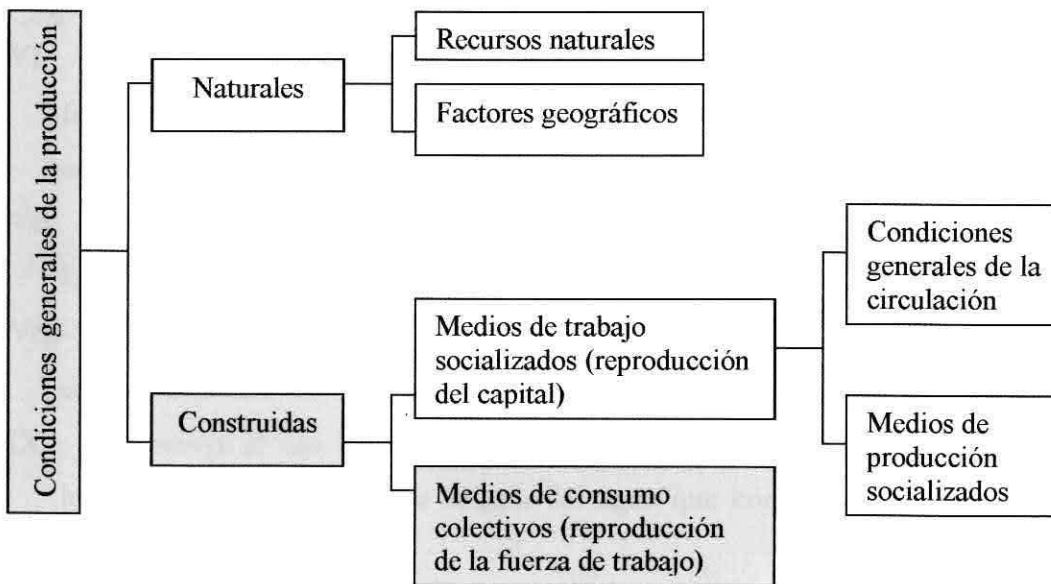 Condiciones generales de la producción
Naturales
Recursos naturales
Factores geográficos
Construidas
Medios de trabajo
socializados (reproducción
del capital)
Medios de consumo
colectivos (reproducción
de la fuerza de trabajo)
Condiciones
generales de la
circulación
Medios de
producción
socializados